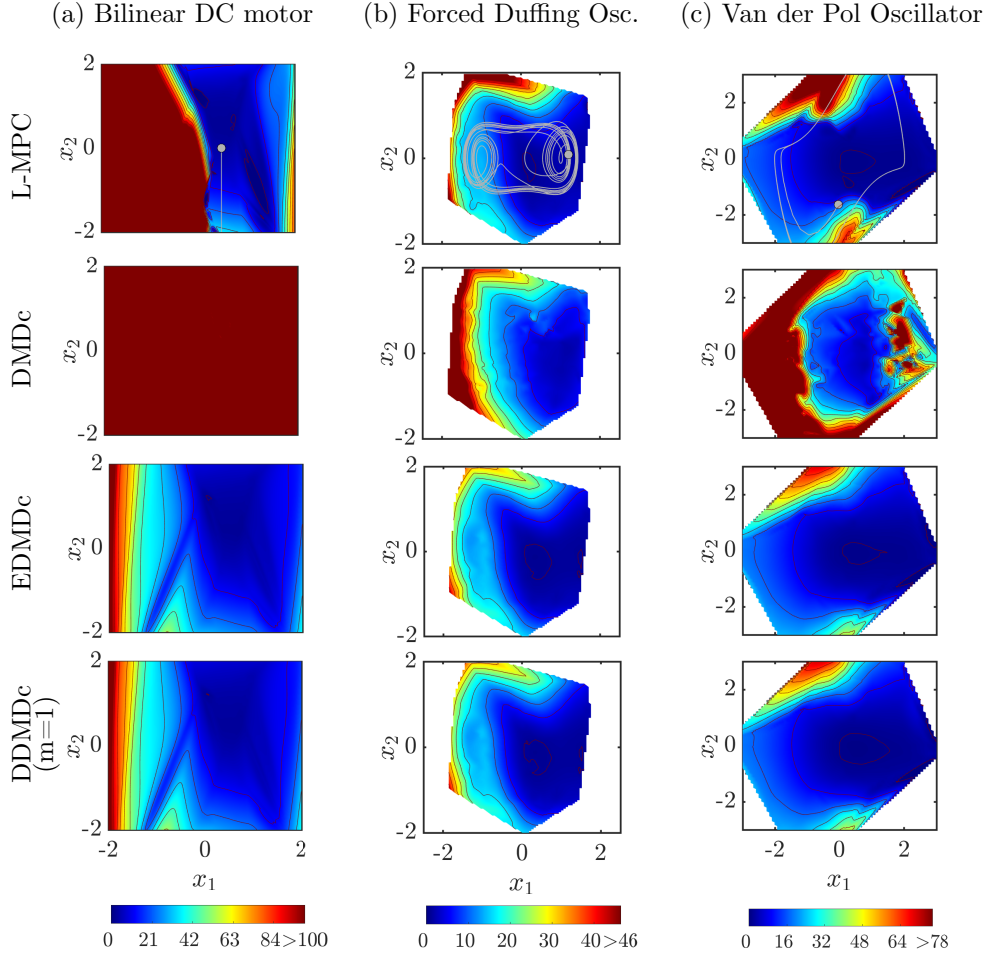 (a) Bilinear DC motor (b) Forced Duffing Osc. (c) Van der Pol Oscillator
L-MPC
x2
2
0
-2
x2
2
0
-2
x2
2
0
-2
DMDc
x2
2
0
-2
x2
2
0
-2
x2
2
0
-2
EDMDc
x2
2
0
-2
x2
2
0
-2
x2
2
0
-2
DDMDc
(m=1)
x2
2
0
-2
x2
2
0
-2
x2
2
0
-2
-2 0 2 -2 0 2 -2 0 2
x1 x1 x1
0 21 42 63 84 >100 0 10 20 30 40 >46 0 16 32 48 64 >78